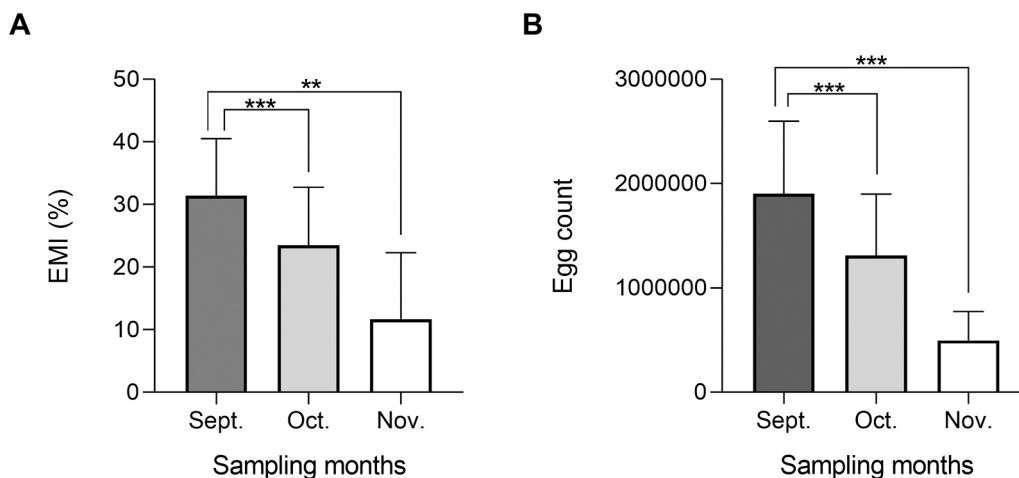 A
50
40
30
20
10
0
EMI (%)
**
***
Sept.
Oct.
Nov.
Sampling months
B
3000000
2000000
1000000
0
Egg count
***
***
Sept.
Oct.
Nov.
Sampling months